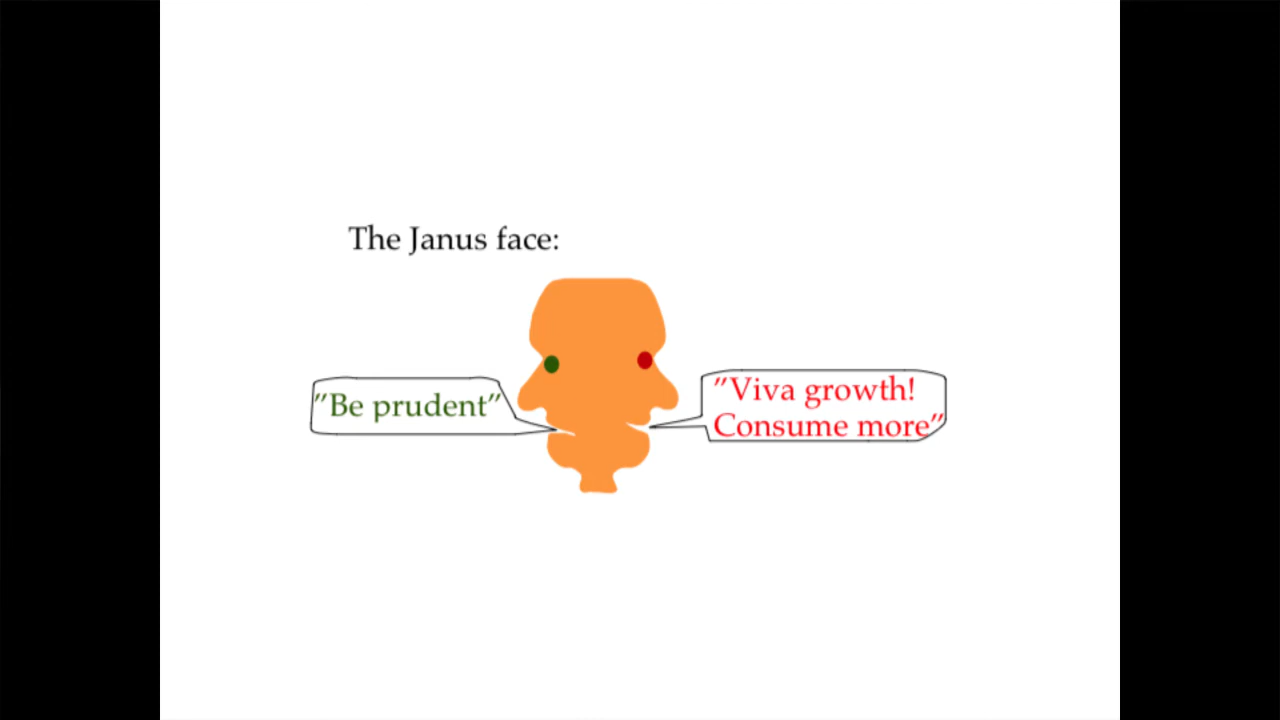 The Janus face:
”Be prudent”
”Viva growth!
Consume more”